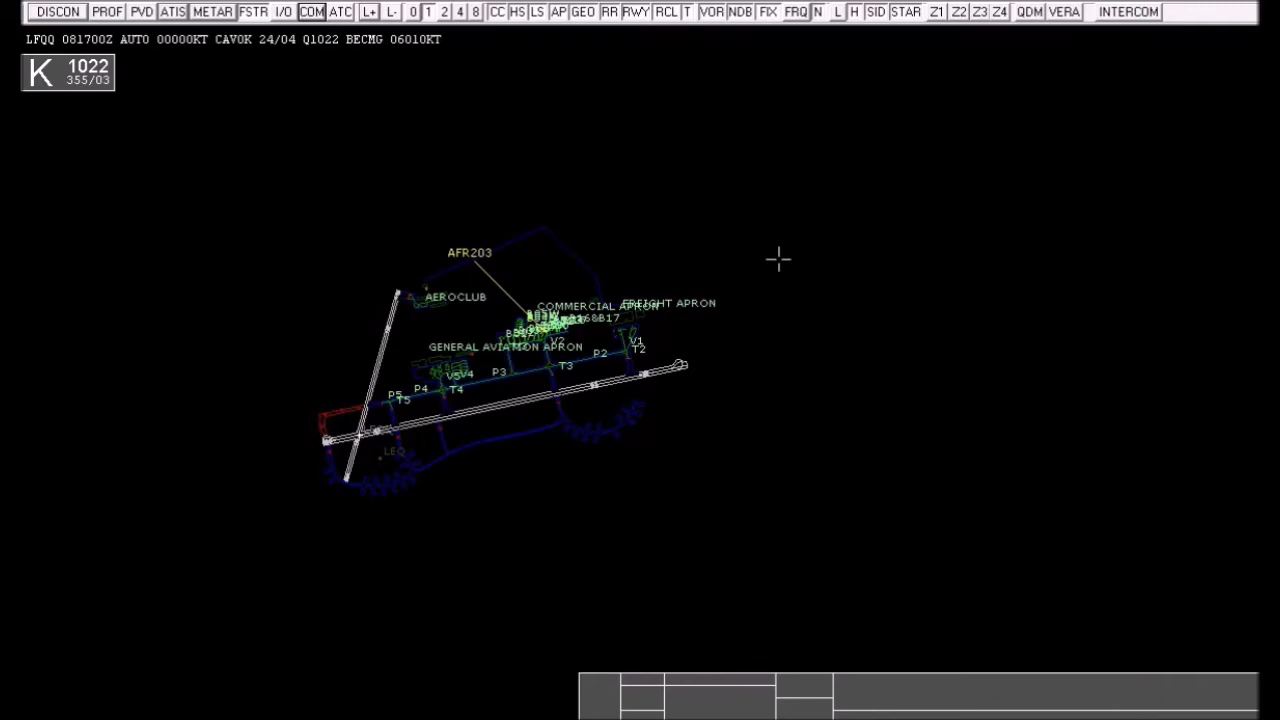 DISCON PROF PVD ATIS METAR FSTR I/O COM ATC L+ L- 0 1 2 4 8 CC HS LS AP GEO RR RWY RCL T VOR NDB FIX FRQ N L H SID STAR Z1 Z2 Z3 Z4 QDM VERA INTERCOM
LFQQ 081700Z AUTO 00000KT CAVOK 24/04 Q1022 BECMG 06010KT
K 1022
355/03
AFR203
AEROCLUB
COMMERCIAL APRON
FREIGHT APRON
GENERAL AVIATION APRON
V2
V1
P2
T2
T3
P3
V5V4
P5
P4
T4
T5
LEQ